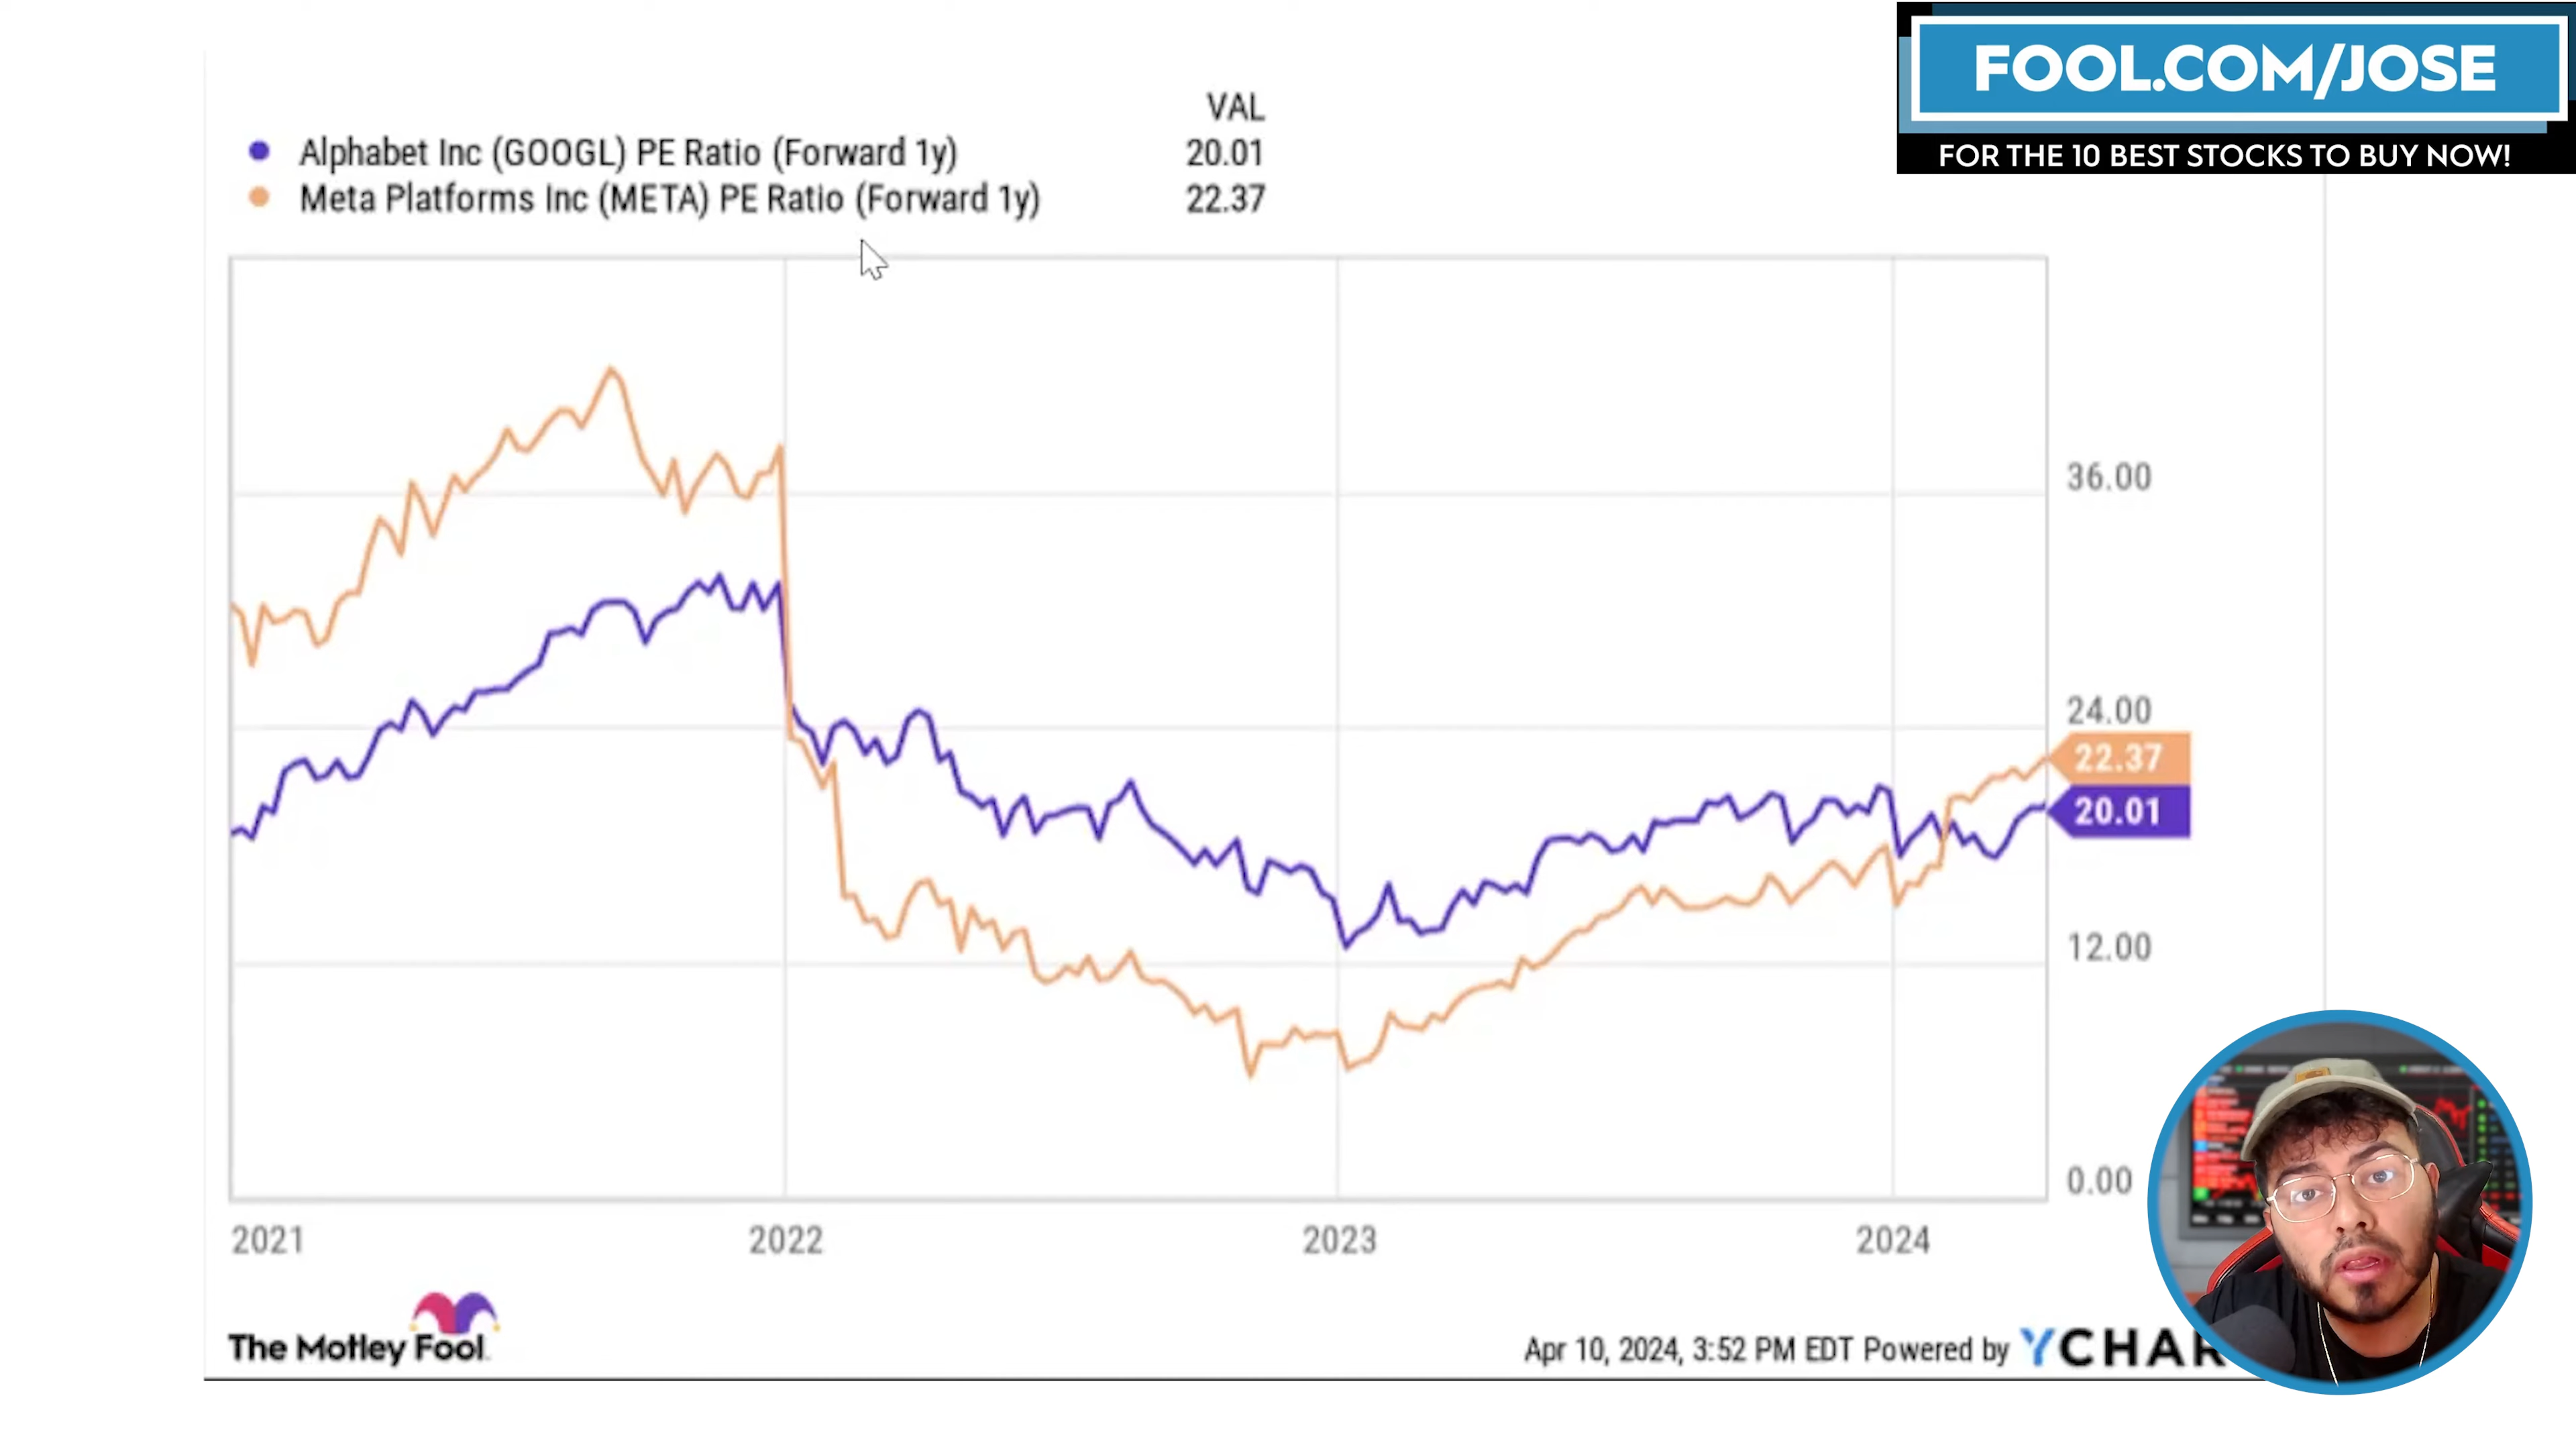 FOOL.COM/JOSE
FOR THE 10 BEST STOCKS TO BUY NOW!
VAL
Alphabet Inc (GOOGL) PE Ratio (Forward 1y) 20.01
Meta Platforms Inc (META) PE Ratio (Forward 1y) 22.37
36.00
24.00
22.37
20.01
12.00
0.00
2021 2022 2023 2024
The Motley Fool
Apr 10, 2024, 3:52 PM EDT Powered by YCHAR